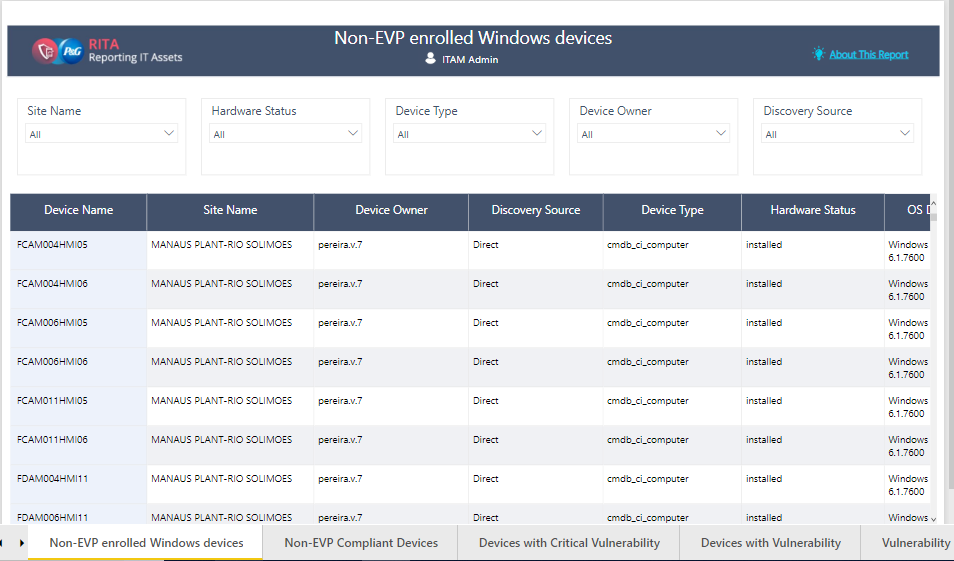 Non-EVP enrolled Windows devices
P&G
RITA
Reporting IT Assets
ITAM Admin
About This Report
Site Name Hardware Status Device Type Device Owner Discovery Source
All All All All All
Device Name Site Name Device Owner Discovery Source Device Type Hardware Status OS D
FCAM004HMI05 MANAUS PLANT-RIO SOLIMOES pereira.v.7 Direct cmdb_ci_computer installed Windows
6.1.7600
FCAM004HMI06 MANAUS PLANT-RIO SOLIMOES pereira.v.7 Direct cmdb_ci_computer installed Windows
6.1.7600
FCAM006HMI05 MANAUS PLANT-RIO SOLIMOES pereira.v.7 Direct cmdb_ci_computer installed Windows
6.1.7600
FCAM006HMI06 MANAUS PLANT-RIO SOLIMOES pereira.v.7 Direct cmdb_ci_computer installed Windows
6.1.7600
FCAM011HMI05 MANAUS PLANT-RIO SOLIMOES pereira.v.7 Direct cmdb_ci_computer installed Windows
6.1.7600
FCAM011HMI06 MANAUS PLANT-RIO SOLIMOES pereira.v.7 Direct cmdb_ci_computer installed Windows
6.1.7600
FDAM004HMI11 MANAUS PLANT-RIO SOLIMOES pereira.v.7 Direct cmdb_ci_computer installed Windows
6.1.7600
FDAM006HMI11 MANAUS PLANT-RIO SOLIMOES pereira.v.7 Direct cmdb_ci_computer installed Windows
Non-EVP enrolled Windows devices Non-EVP Compliant Devices Devices with Critical Vulnerability Devices with Vulnerability Vulnerability